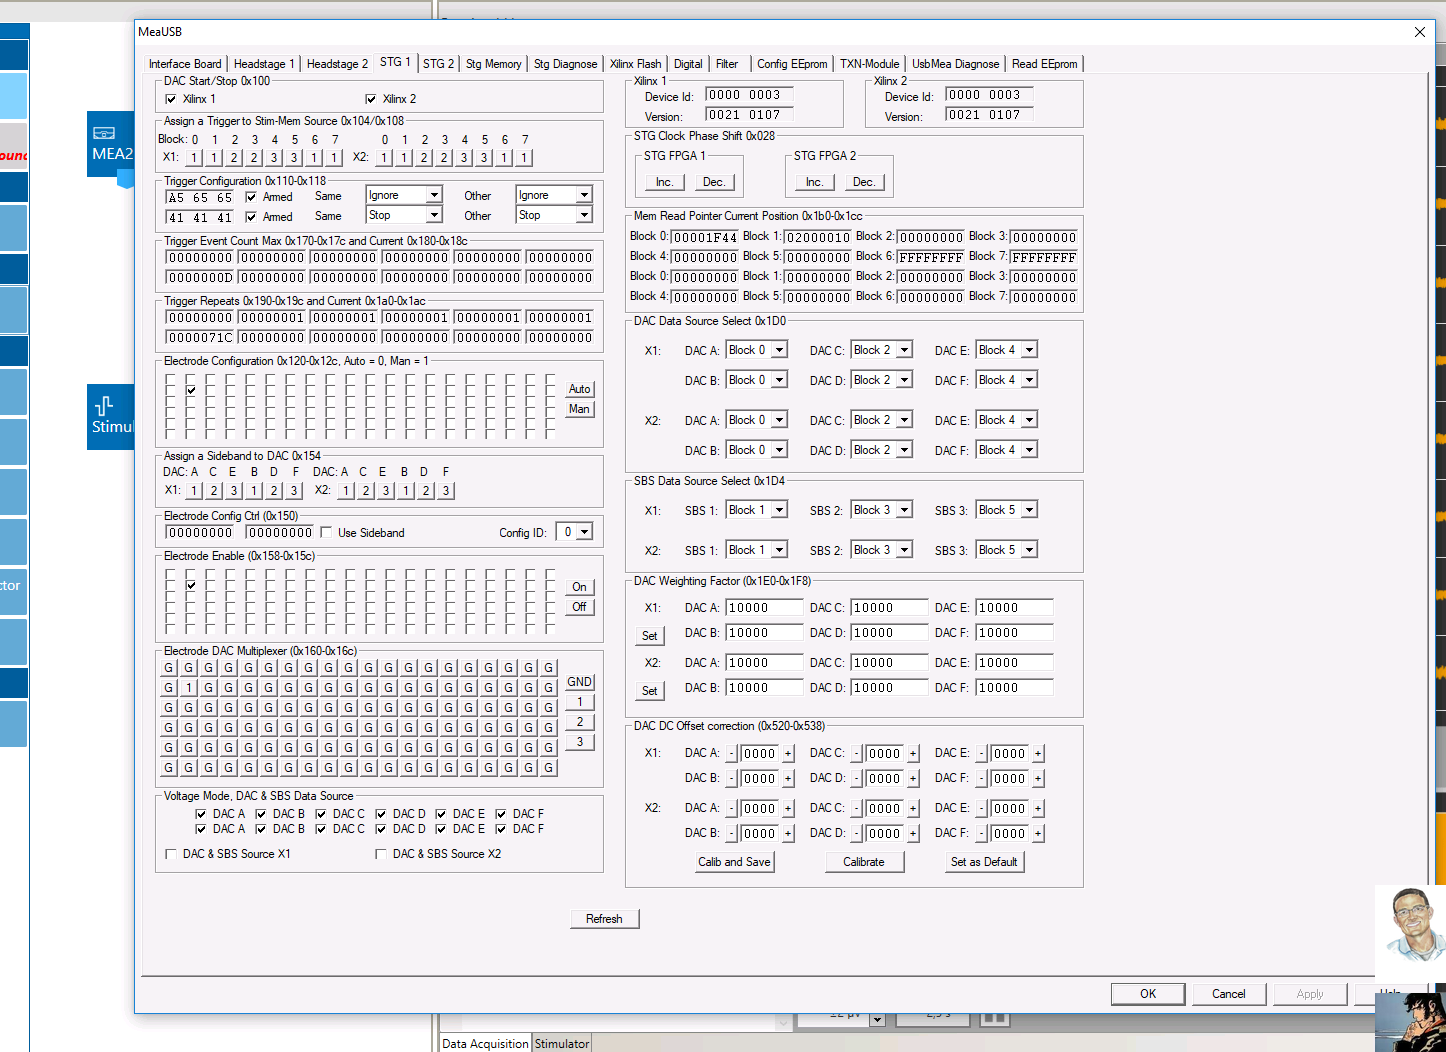 MeaUSB
Interface Board Headstage 1 Headstage 2 STG 1 STG 2 Stg Memory Stg Diagnose Xilinx Flash Digital Filter Config EEprom TXN-Module UsbMea Diagnose Read EEprom
DAC Start/Stop 0x100
Xilinx 1 Xilinx 2
Assign a Trigger to Stim-Mem Source 0x104/0x108
Block: 0 1 2 3 4 5 6 7 0 1 2 3 4 5 6 7
X1: 1 1 2 2 3 3 1 1 X2: 1 1 2 2 3 3 1 1
Trigger Configuration 0x110-0x118
A5 65 65 Armed Same Ignore Other Ignore
41 41 41 Armed Same Stop Other Stop
Trigger Event Count Max 0x170-0x17c and Current 0x180-0x18c
00000000 00000000 00000000 00000000 00000000 00000000
0000000D 00000000 00000000 00000000 00000000 00000000
Trigger Repeats 0x190-0x19c and Current 0x1a0-0x1ac
00000000 00000001 00000001 00000001 00000001 00000001
0000071C 00000000 00000000 00000000 00000000 00000000
Electrode Configuration 0x120-0x12c, Auto = 0, Man = 1
Auto
Man
Assign a Sideband to DAC 0x154
DAC: A C E B D F DAC: A C E B D F
X1: 1 2 3 1 2 3 X2: 1 2 3 1 2 3
Electrode Config Ctrl (0x150)
00000000 00000000 Use Sideband Config ID: 0
Electrode Enable (0x158-0x15c)
On
Off
Electrode DAC Multiplexer (0x160-0x16c)
G G G G G G G G G G G G G G G G G G G G
G 1 G G G G G G G G G G G G G G G G G G
G G G G G G G G G G G G G G G G G G G G
G G G G G G G G G G G G G G G G G G G G
G G G G G G G G G G G G G G G G G G G G
G G G G G G G G G G G G G G G G G G G G
GND
1
2
3
Voltage Mode, DAC & SBS Data Source
DAC A DAC B DAC C DAC D DAC E DAC F
DAC A DAC B DAC C DAC D DAC E DAC F
DAC & SBS Source X1 DAC & SBS Source X2
Refresh
Xilinx 1
Device Id: 0000 0003
Version: 0021 0107
Xilinx 2
Device Id: 0000 0003
Version: 0021 0107
STG Clock Phase Shift 0x028
STG FPGA 1 STG FPGA 2
Inc. Dec. Inc. Dec.
Mem Read Pointer Current Position 0x1b0-0x1cc
Block 0: 00001F44 Block 1: 02000010 Block 2: 00000000 Block 3: 00000000
Block 4: 00000000 Block 5: 00000000 Block 6: FFFFFFFF Block 7: FFFFFFFF
Block 0: 00000000 Block 1: 00000000 Block 2: 00000000 Block 3: 00000000
Block 4: 00000000 Block 5: 00000000 Block 6: 00000000 Block 7: 00000000
DAC Data Source Select 0x1D0
X1: DAC A: Block 0 DAC C: Block 2 DAC E: Block 4
DAC B: Block 0 DAC D: Block 2 DAC F: Block 4
X2: DAC A: Block 0 DAC C: Block 2 DAC E: Block 4
DAC B: Block 0 DAC D: Block 2 DAC F: Block 4
SBS Data Source Select 0x1D4
X1: SBS 1: Block 1 SBS 2: Block 3 SBS 3: Block 5
X2: SBS 1: Block 1 SBS 2: Block 3 SBS 3: Block 5
DAC Weighting Factor (0x1E0-0x1F8)
X1: DAC A: 10000 DAC C: 10000 DAC E: 10000
Set DAC B: 10000 DAC D: 10000 DAC F: 10000
X2: DAC A: 10000 DAC C: 10000 DAC E: 10000
Set DAC B: 10000 DAC D: 10000 DAC F: 10000
DAC DC Offset correction (0x520-0x538)
X1: DAC A: - 0000 + DAC C: - 0000 + DAC E: - 0000 +
DAC B: - 0000 + DAC D: - 0000 + DAC F: - 0000 +
X2: DAC A: - 0000 + DAC C: - 0000 + DAC E: - 0000 +
DAC B: - 0000 + DAC D: - 0000 + DAC F: - 0000 +
Calib and Save Calibrate Set as Default
OK Cancel Apply
MEA2
Stimul
Data Acquisition Stimulator